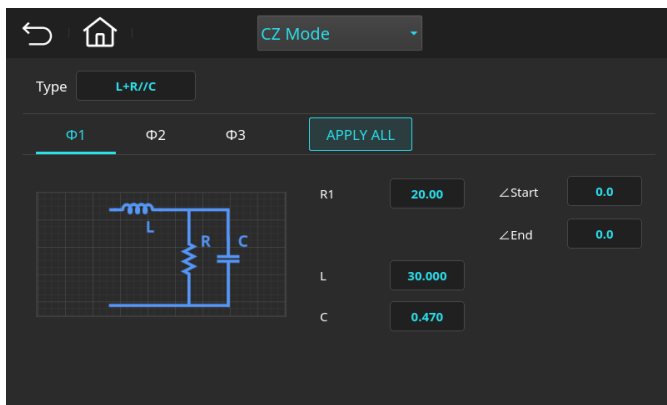 CZ Mode
Type L+R//C
Φ1 Φ2 Φ3 APPLY ALL
R1 20.00 ∠Start 0.0
∠End 0.0
L R C
L 30.000
C 0.470